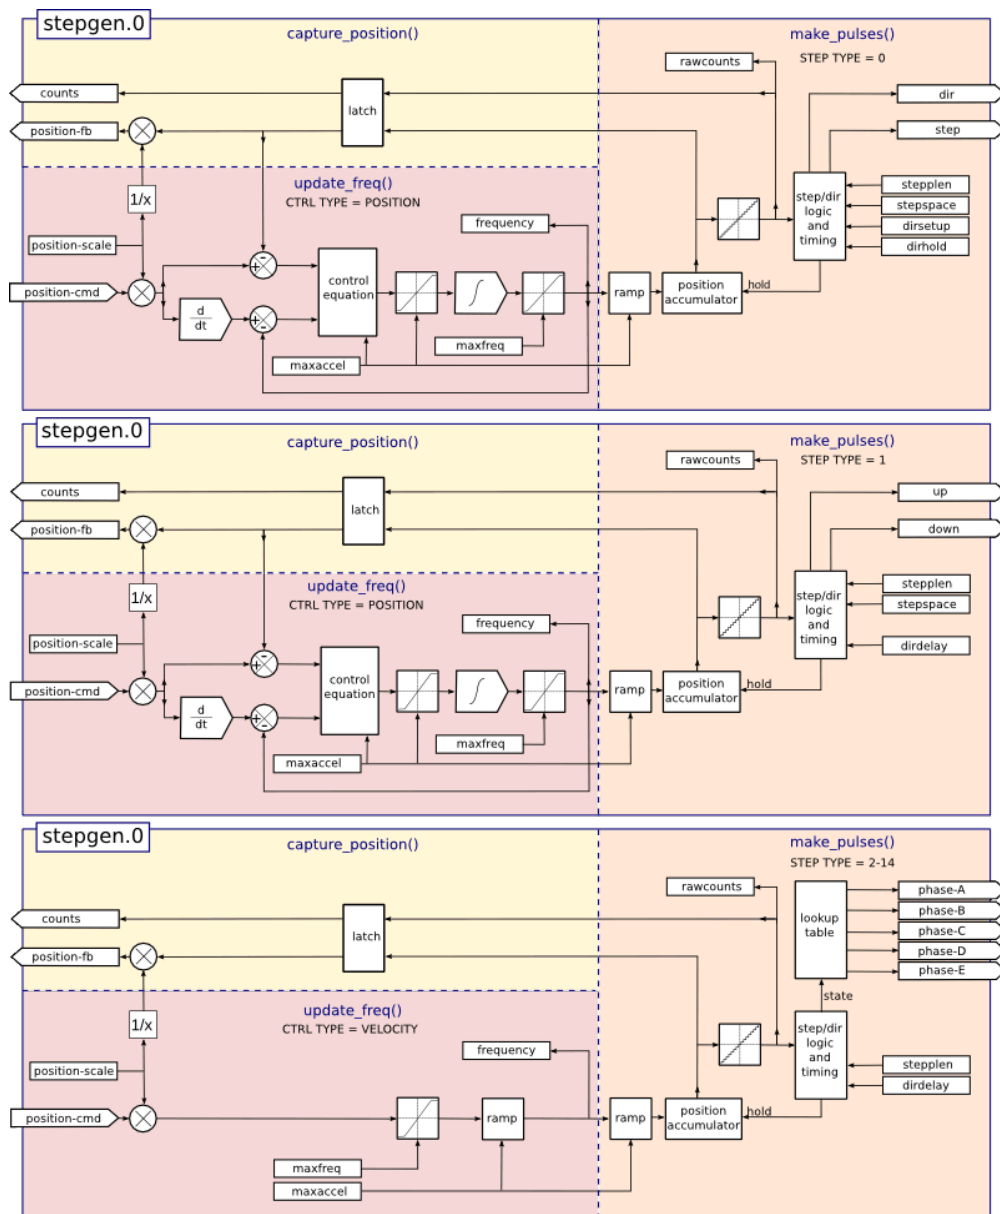 stepgen.0
capture_position()
make_pulses()
STEP TYPE = 0
rawcounts
counts
latch
dir
position-fb
step
update_freq()
CTRL TYPE = POSITION
1/x
stepplen
step/dir
logic
and
timing
stepspace
frequency
dirsetup
position-scale
dirhold
control
equation
position-cmd
ramp
position
accumulator
hold
d
dt
maxfreq
maxaccel
stepgen.0
capture_position()
make_pulses()
STEP TYPE = 1
rawcounts
counts
latch
up
position-fb
down
update_freq()
CTRL TYPE = POSITION
1/x
stepplen
step/dir
logic
and
timing
stepspace
frequency
position-scale
dirdelay
control
equation
position-cmd
ramp
position
accumulator
hold
d
dt
maxfreq
maxaccel
stepgen.0
capture_position()
make_pulses()
STEP TYPE = 2-14
rawcounts
phase-A
counts
latch
lookup
table
phase-B
phase-C
position-fb
phase-D
phase-E
state
update_freq()
CTRL TYPE = VELOCITY
1/x
step/dir
logic
and
timing
frequency
stepplen
position-scale
dirdelay
position-cmd
ramp
ramp
position
accumulator
hold
maxfreq
maxaccel